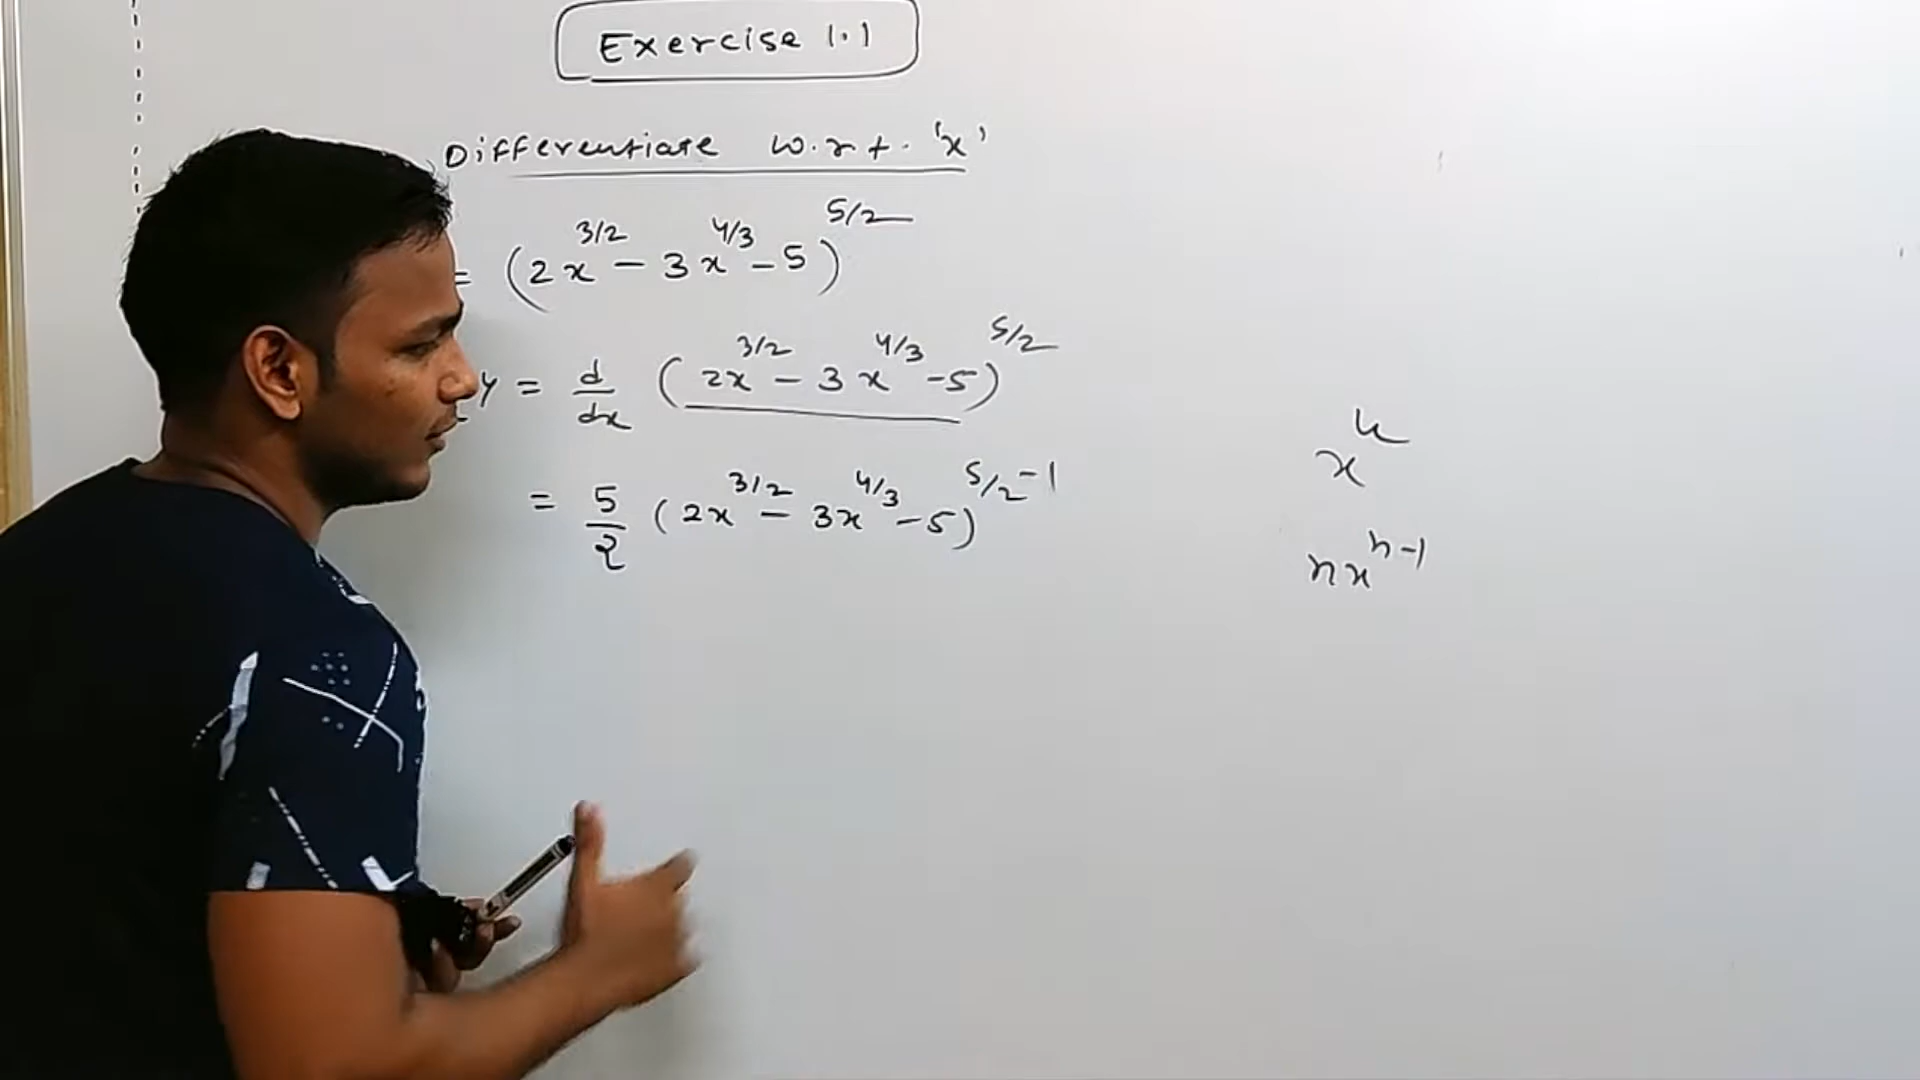 Exercise 1.1
Differentiate w.r.t. 'x'
= (2x^{3/2} - 3x^{4/3} - 5)^{5/2}
y = d/dx (2x^{3/2} - 3x^{4/3} - 5)^{5/2}
= 5/2 (2x^{3/2} - 3x^{4/3} - 5)^{5/2 - 1}
x^n
nx^{n-1}